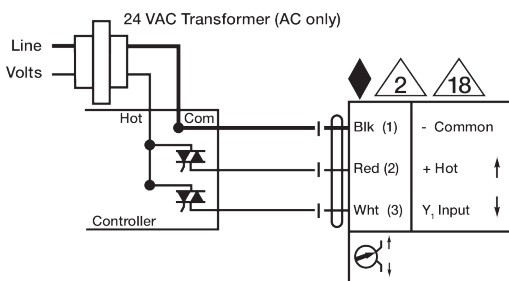 24 VAC Transformer (AC only)
Line
Volts
Hot
Com
2
18
Blk (1)
- Common
Red (2)
+ Hot
Wht (3)
Y1 Input
Controller